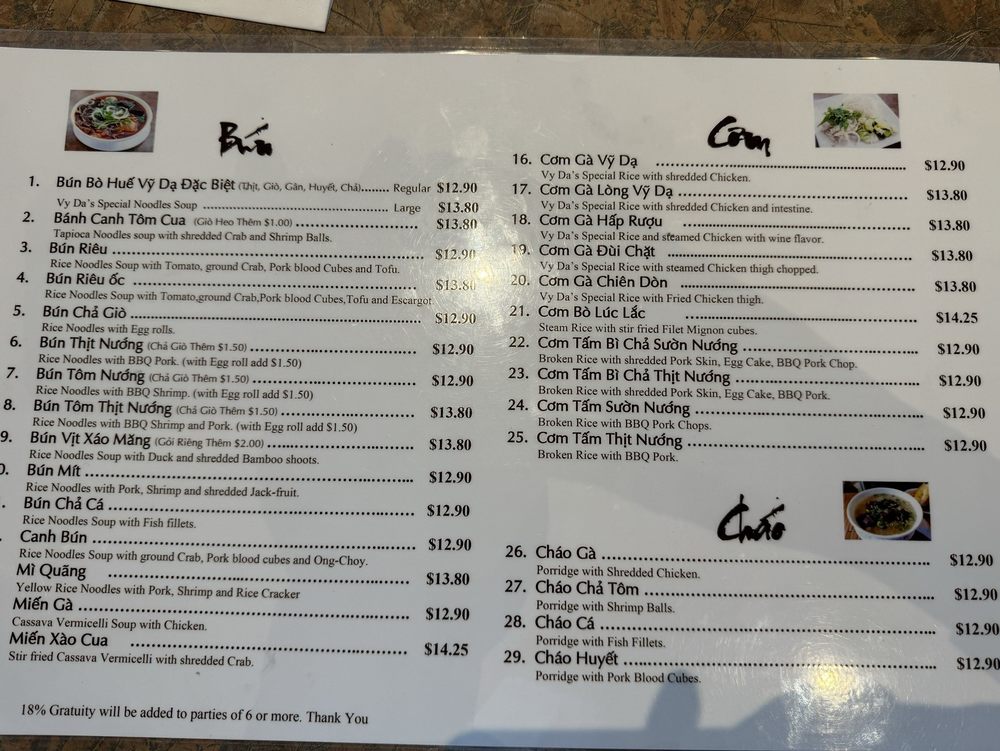 Bún
1. Bún Bò Huế Vỹ Dạ Đặc Biệt (Thịt, Giò, Gân, Huyết, Chả)....... Regular $12.90
Vy Da's Special Noodles Soup ........ Large $13.80
2. Bánh Canh Tôm Cua (Giò Heo Thêm $1.00) ........ $13.80
Tapioca Noodles soup with shredded Crab and Shrimp Balls.
3. Bún Riêu ........ $12.90
Rice Noodles Soup with Tomato, ground Crab, Pork blood Cubes and Tofu.
4. Bún Riêu ốc ........ $13.80
Rice Noodles Soup with Tomato,ground Crab,Pork blood Cubes,Tofu and Escargot.
5. Bún Chả Giò ........ $12.90
Rice Noodles with Egg rolls.
6. Bún Thịt Nướng (Chả Giò Thêm $1.50) ........ $12.90
Rice Noodles with BBQ Pork. (with Egg roll add $1.50)
7. Bún Tôm Nướng (Chả Giò Thêm $1.50) ........ $12.90
Rice Noodles with BBQ Shrimp. (with Egg roll add $1.50)
8. Bún Tôm Thịt Nướng (Chả Giò Thêm $1.50) ........ $13.80
Rice Noodles with BBQ Shrimp and Pork. (with Egg roll add $1.50)
9. Bún Vịt Xáo Măng (Gỏi Riêng Thêm $2.00) ........ $13.80
Rice Noodles Soup with Duck and shredded Bamboo shoots.
0. Bún Mít ........ $12.90
Rice Noodles with Pork, Shrimp and shredded Jack-fruit.
. Bún Chả Cá ........ $12.90
Rice Noodles Soup with Fish fillets.
. Canh Bún ........ $12.90
Rice Noodles Soup with ground Crab, Pork blood cubes and Ong-Choy.
Mì Quãng ........ $13.80
Yellow Rice Noodles with Pork, Shrimp and Rice Cracker
Miến Gà ........ $12.90
Cassava Vermicelli Soup with Chicken.
Miến Xào Cua ........ $14.25
Stir fried Cassava Vermicelli with shredded Crab.
18% Gratuity will be added to parties of 6 or more. Thank You
Cơm
16. Cơm Gà Vỹ Dạ ........ $12.90
Vy Da's Special Rice with shredded Chicken.
17. Cơm Gà Lòng Vỹ Dạ ........ $13.80
Vy Da's Special Rice with shredded Chicken and intestine.
18. Cơm Gà Hấp Rượu ........ $13.80
Vy Da's Special Rice and steamed Chicken with wine flavor.
19. Cơm Gà Đùi Chặt ........ $13.80
Vy Da's Special Rice with steamed Chicken thigh chopped.
20. Cơm Gà Chiên Dòn ........ $13.80
Vy Da's Special Rice with Fried Chicken thigh.
21. Cơm Bò Lúc Lắc ........ $14.25
Steam Rice with stir fried Filet Mignon cubes.
22. Cơm Tấm Bì Chả Sườn Nướng ........ $12.90
Broken Rice with shredded Pork Skin, Egg Cake, BBQ Pork Chop.
23. Cơm Tấm Bì Chả Thịt Nướng ........ $12.90
Broken Rice with shredded Pork Skin, Egg Cake, BBQ Pork.
24. Cơm Tấm Sườn Nướng ........ $12.90
Broken Rice with BBQ Pork Chops.
25. Cơm Tấm Thịt Nướng ........ $12.90
Broken Rice with BBQ Pork.
Cháo
26. Cháo Gà ........ $12.90
Porridge with Shredded Chicken.
27. Cháo Chả Tôm ........ $12.90
Porridge with Shrimp Balls.
28. Cháo Cá ........ $12.90
Porridge with Fish Fillets.
29. Cháo Huyết ........ $12.90
Porridge with Pork Blood Cubes.